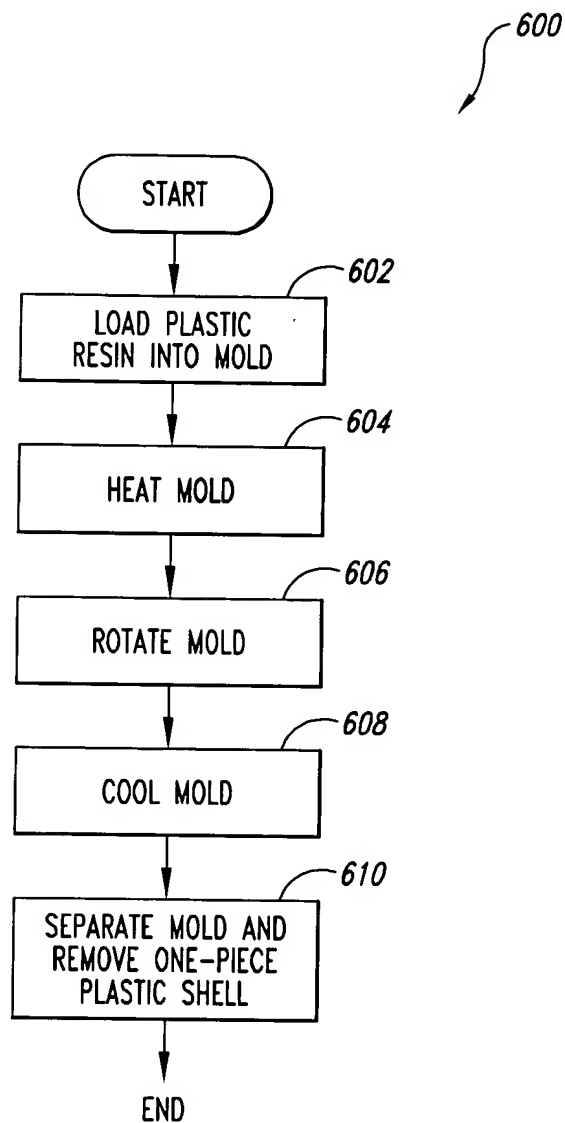 600
START
602
LOAD PLASTIC
RESIN INTO MOLD
604
HEAT MOLD
606
ROTATE MOLD
608
COOL MOLD
610
SEPARATE MOLD AND
REMOVE ONE-PIECE
PLASTIC SHELL
END